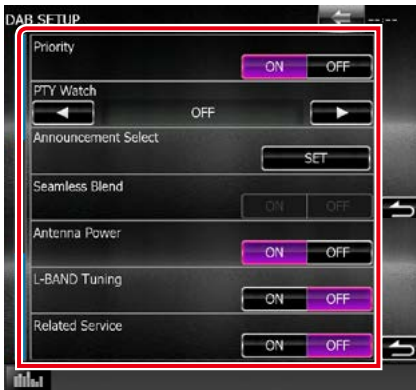 DAB SETUP
--:--
Priority
ON OFF
PTY Watch
OFF
Announcement Select
SET
Seamless Blend
ON OFF
Antenna Power
ON OFF
L-BAND Tuning
ON OFF
Related Service
ON OFF